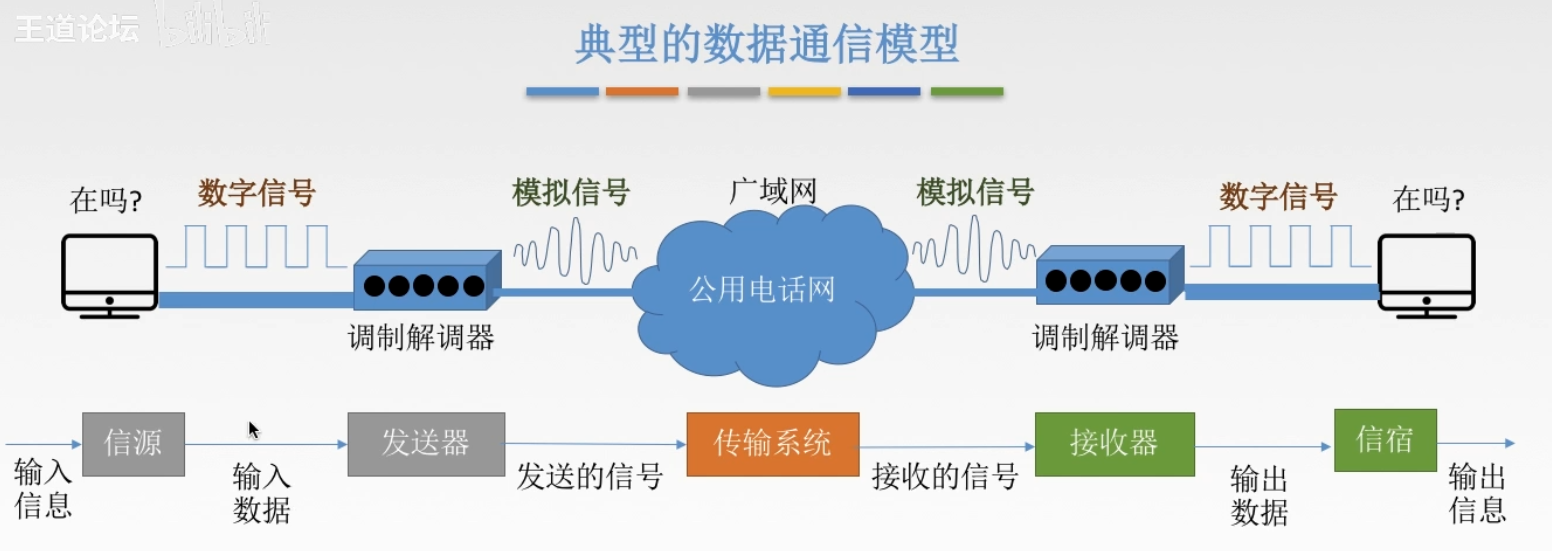 王道论坛 bilibili
典型的数据通信模型
在吗?
数字信号
模拟信号
广域网
模拟信号
数字信号
在吗?
公用电话网
调制解调器
调制解调器
信源
发送器
传输系统
接收器
信宿
输入
信息
输入
数据
发送的信号
接收的信号
输出
数据
输出
信息